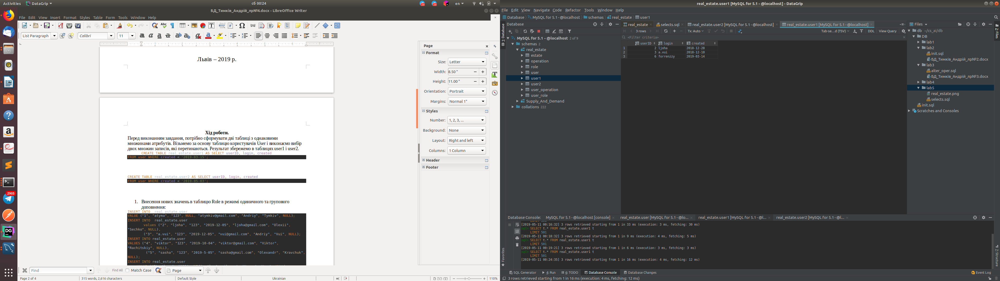 Activities DataGrip сб 00:24 en
БД_Тимків_Андрій_лр№4.docx - LibreOffice Writer
File Edit View Insert Format Styles Table Form Tools Window Help
List Paragraph Calibri 11
Львів – 2019 р.
Хід роботи.
Перед виконанням завдання, потрібно сформувати дві таблиці з однаковими
множинами атрибутів. Візьмемо за основу таблицю користувачів User і виконаємо вибір
двох множин записів, які перетинаються. Результат збережемо в таблицях user1 і user2.
CREATE TABLE real_estate.user1 AS SELECT userID, login, created
FROM user WHERE created < '2019-03-15';
CREATE TABLE real_estate.user2 AS SELECT userID, login, created
FROM user WHERE created < '2019-05-03';
1. Внесення нових значень в таблицю Role в режимі одиничного та групового
доповнення:
INSERT INTO real_estate.user
VALUE ("1", "atyma", "123", NULL, "atymkiv@gmail.com", "Andriy", "Tymkiv", NULL);
INSERT INTO real_estate.user
values ("2", "ljoha", "123", "2019-12-05", "ljoha@gmail.com", "Olexii",
"Sechko", NULL),
("3", "a.vui", "123", "2019-12-05", "vui@gmail.com", "Andriy", "Vui", NULL);
INSERT INTO real_estate.user
VALUES ("4", "viktor", "123", "2019-10-04", "viktor@gmail.com", "Viktor",
"Rachitskiy", NULL),
("5", "sasha", "123", "2019-5-05", "sasha@gmail.com", "Olexandr", "Kravchuk",
NULL);
INSERT INTO real_estate.user
Page
Format
Size: Letter
Width: 8.50 "
Height: 11.00 "
Orientation: Portrait
Margins: Normal 1"
Styles
Number: 1, 2, 3, ...
Background: None
Layout: Right and left
Columns: 1 Column
Header
Footer
2905
Find Find All Match Case Page
Page 2 of 4 315 words, 2,616 characters Default Style Ukrainian 110%
real_estate.user1 [MySQL for 5.1 - @localhost] - DataGrip
File Edit View Navigate Code Refactor Tools Window Help
Database MySQL for 5.1 - @localhost schemas real_estate user1
1: Database
Database
MySQL for 5.1 - @localhost 2 of 9
schemas 2
real_estate
estate
operation
role
user
user1
user2
user_operation
user_role
Supply_And_Demand
collations 222
real_estate selects.sql real_estate.user2 [MySQL for 5.1 - @localhost] real_estate.user1 [MySQL for 5.1 - @localhost]
3 rows Tx: Auto Tab-se...d (TSV) DDL View Query
<Filter criteria>
userID login created
1 2 ljoha 2018-12-28
2 3 a.vui 2018-12-10
3 6 forrenzzy 2019-03-14
Files
db ~/cs_ai/db
DB
lab1
lab2
init.sql
БД_Тимків_Андрій_лр№2.docx
lab3
alter_oper.sql
БД_Тимків_Андрій_лр№3.docx
lab4
lab5
real_estate.png
selects.sql
init.sql
Scratches and Consoles
2: Files
Database Console: MySQL for 5.1 - @localhost [console] real_estate.user [MySQL for 5.1 - @lo... real_estate.user1 [MySQL for 5.1 - @l... real_estate.user2 [MySQL for 5.1 - @l...
[2019-05-11 00:16:32] 3 rows retrieved starting from 1 in 33 ms (execution: 3 ms, fetching: 30 ms)
sql> SELECT t.* FROM real_estate.user1 t
LIMIT 501
[2019-05-11 00:18:32] 3 rows retrieved starting from 1 in 9 ms (execution: 4 ms, fetching: 5 ms)
sql> SELECT t.* FROM real_estate.user1 t
LIMIT 501
[2019-05-11 00:19:21] 3 rows retrieved starting from 1 in 6 ms (execution: 3 ms, fetching: 3 ms)
sql> SELECT t.* FROM real_estate.user1 t
LIMIT 501
[2019-05-11 00:24:35] 3 rows retrieved starting from 1 in 16 ms (execution: 4 ms, fetching: 12 ms)
Favorites
7: Structure
SQL Generator 4: Run 6: TODO Database Console Database Changes Event Log
3 rows retrieved starting from 1 in 16 ms (execution: 4 ms, fetching: 12 ms)